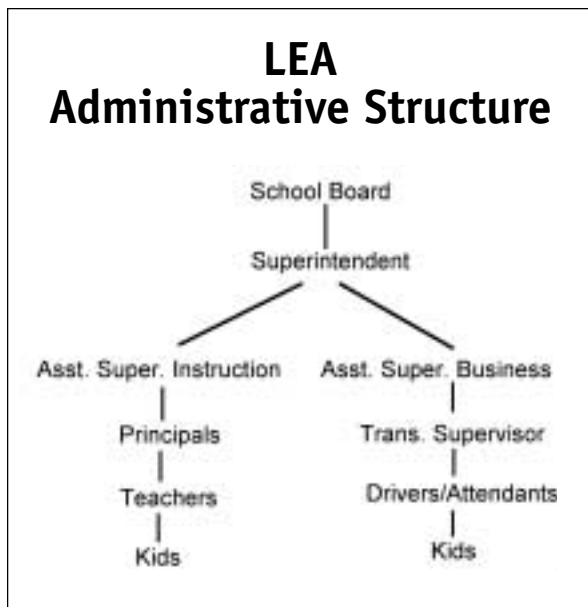 LEA
Administrative Structure
School Board
Superintendent
Asst. Super. Instruction
Asst. Super. Business
Principals
Trans. Supervisor
Teachers
Drivers/Attendants
Kids
Kids